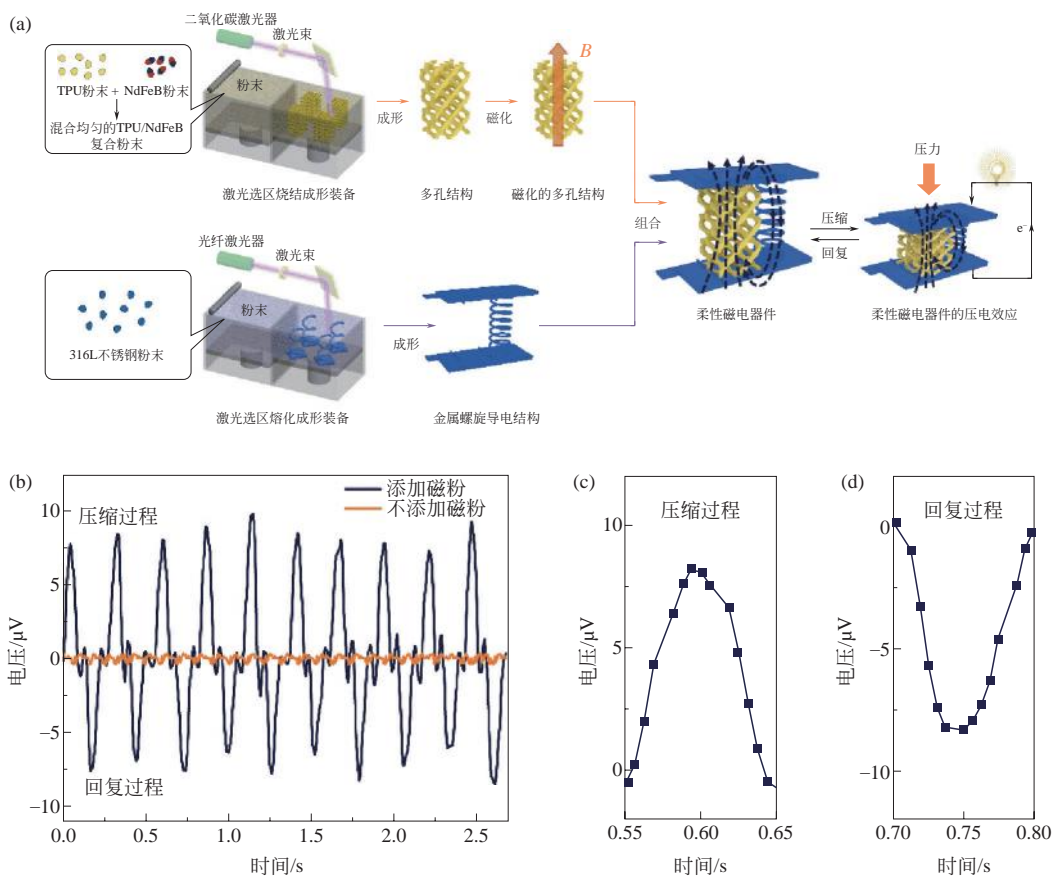 (a)
二氧化碳激光器
激光束
TPU粉末 + NdFeB粉末
混合均匀的TPU/NdFeB
复合粉末
粉末
激光选区烧结成形装备
成形
多孔结构
磁化
B
磁化的多孔结构
光纤激光器
激光束
316L不锈钢粉末
粉末
激光选区熔化成形装备
成形
金属螺旋导电结构
组合
柔性磁电器件
压缩
回复
压力
e⁻
柔性磁电器件的压电效应
(b)
添加磁粉
不添加磁粉
压缩过程
回复过程
电压/μV
10
5
0
−5
−10
0.0 0.5 1.0 1.5 2.0 2.5
时间/s
(c)
压缩过程
电压/μV
10
5
0
0.55 0.60 0.65
时间/s
(d)
回复过程
电压/μV
0
−5
−10
0.70 0.75 0.80
时间/s